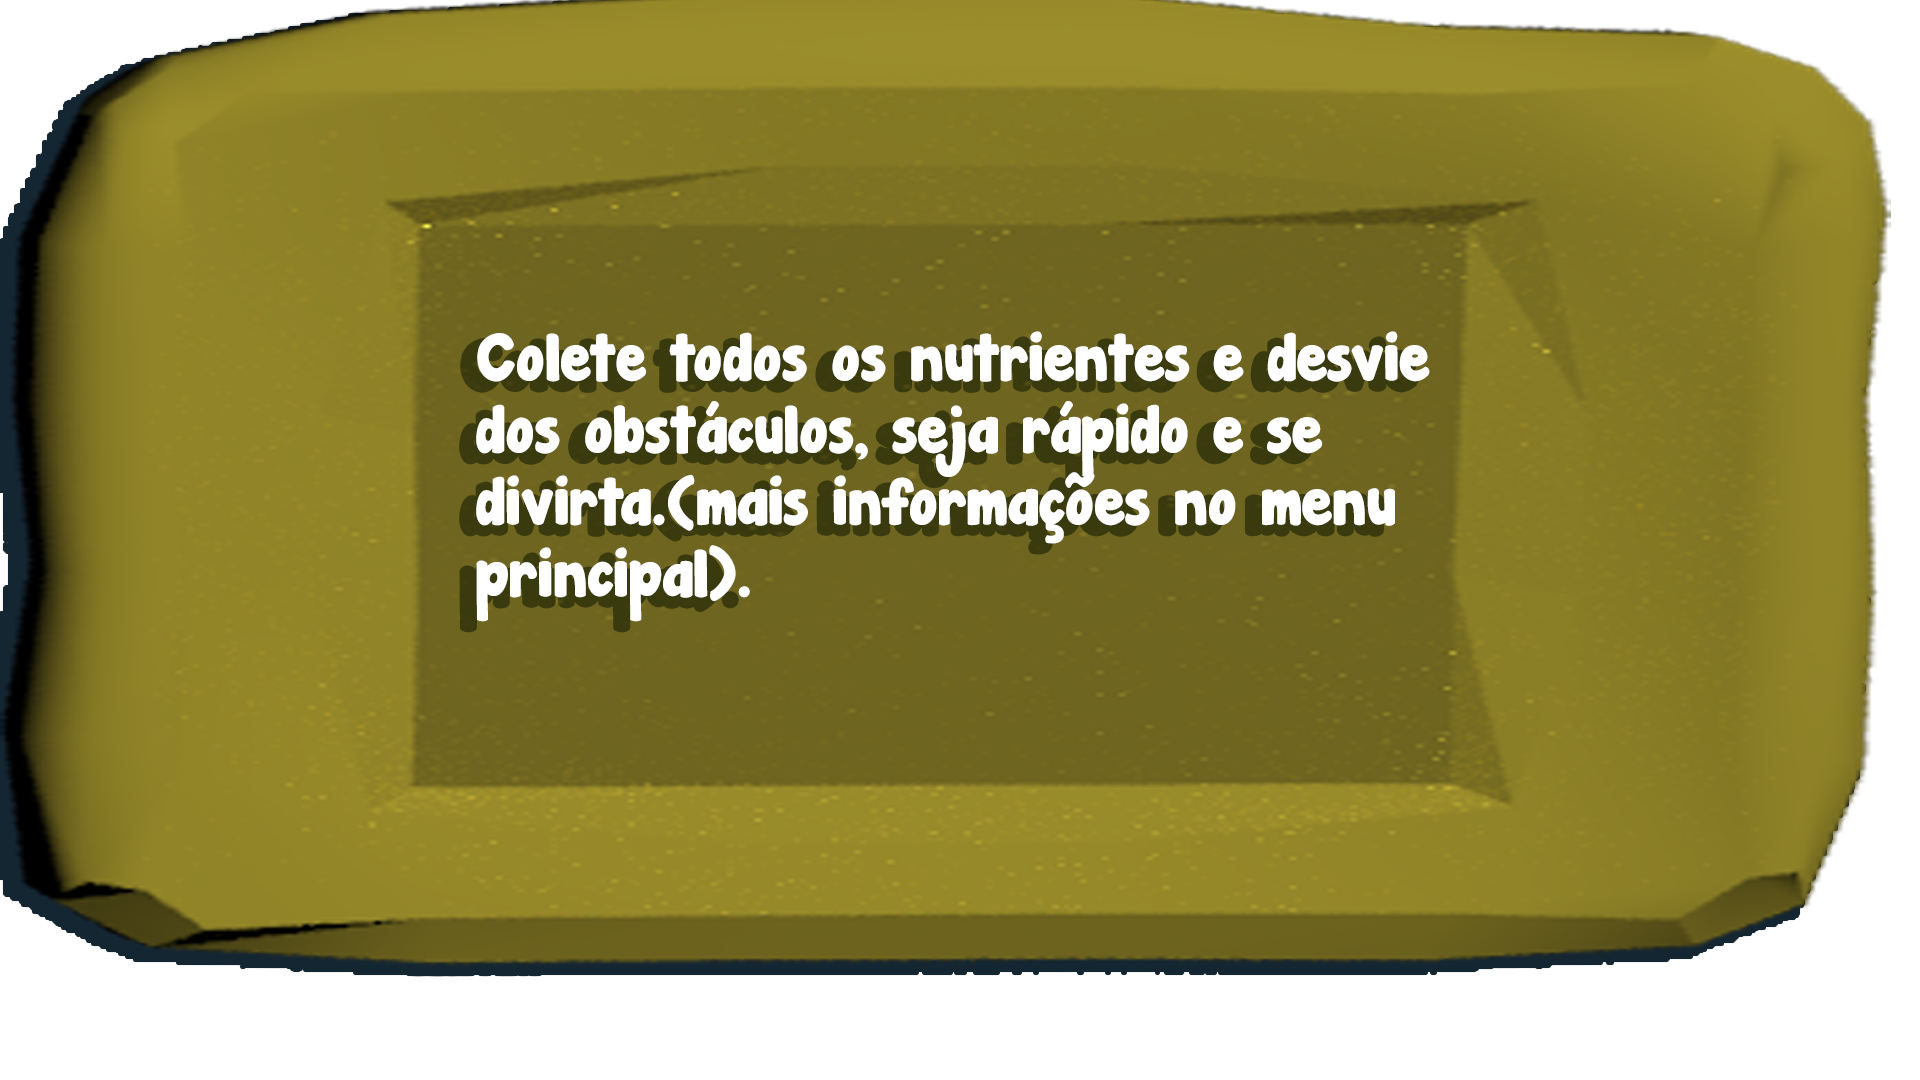 Colete todos os nutrientes e desvie
dos obstáculos, seja rápido e se
divirta.(mais informações no menu
principal).